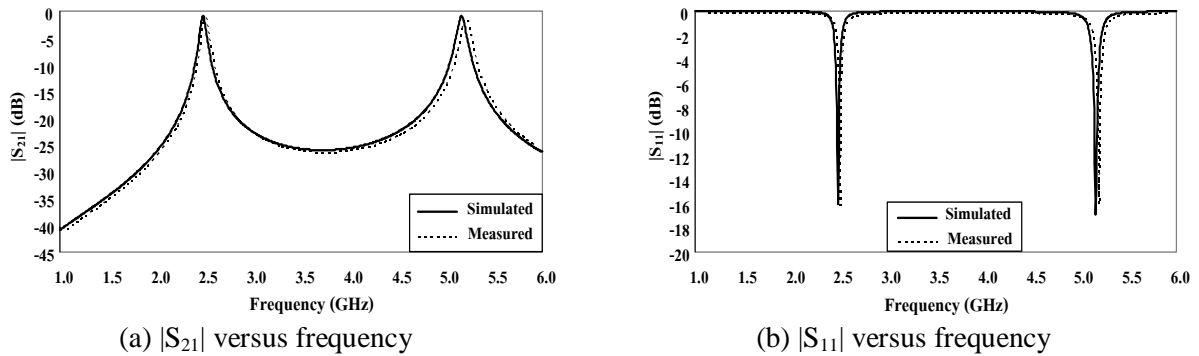 0
-5
-10
-15
-20
-25
-30
-35
-40
-45
|S21| (dB)
Simulated
Measured
1.0 1.5 2.0 2.5 3.0 3.5 4.0 4.5 5.0 5.5 6.0
Frequency (GHz)
(a) |S21| versus frequency
0
-2
-4
-6
-8
-10
-12
-14
-16
-18
-20
|S11| (dB)
Simulated
Measured
1.0 1.5 2.0 2.5 3.0 3.5 4.0 4.5 5.0 5.5 6.0
Frequency (GHz)
(b) |S11| versus frequency